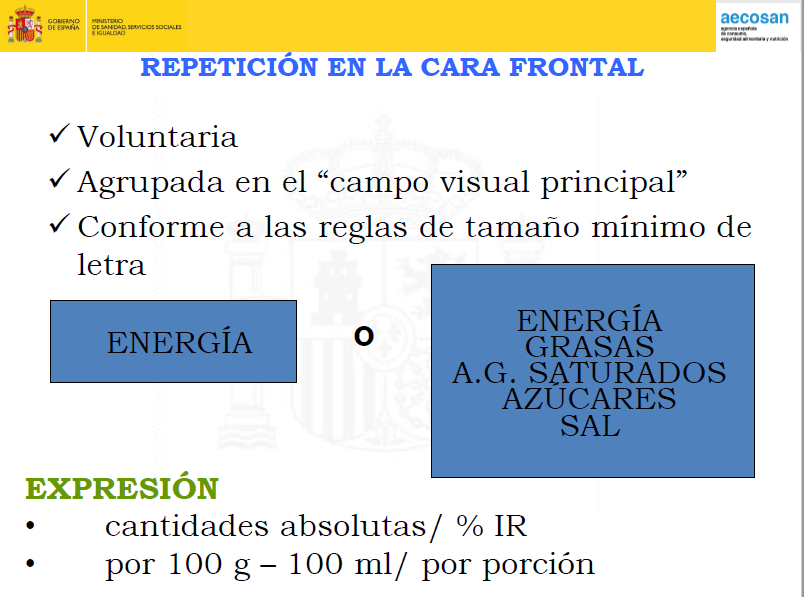 GOBIERNO
DE ESPAÑA
MINISTERIO
DE SANIDAD, SERVICIOS SOCIALES
E IGUALDAD
aecosan
agencia española
de consumo,
seguridad alimentaria y nutrición
REPETICIÓN EN LA CARA FRONTAL
✓ Voluntaria
✓ Agrupada en el “campo visual principal”
✓ Conforme a las reglas de tamaño mínimo de
letra
ENERGÍA
O
ENERGÍA
GRASAS
A.G. SATURADOS
AZÚCARES
SAL
EXPRESIÓN
• cantidades absolutas/ % IR
• por 100 g – 100 ml/ por porción